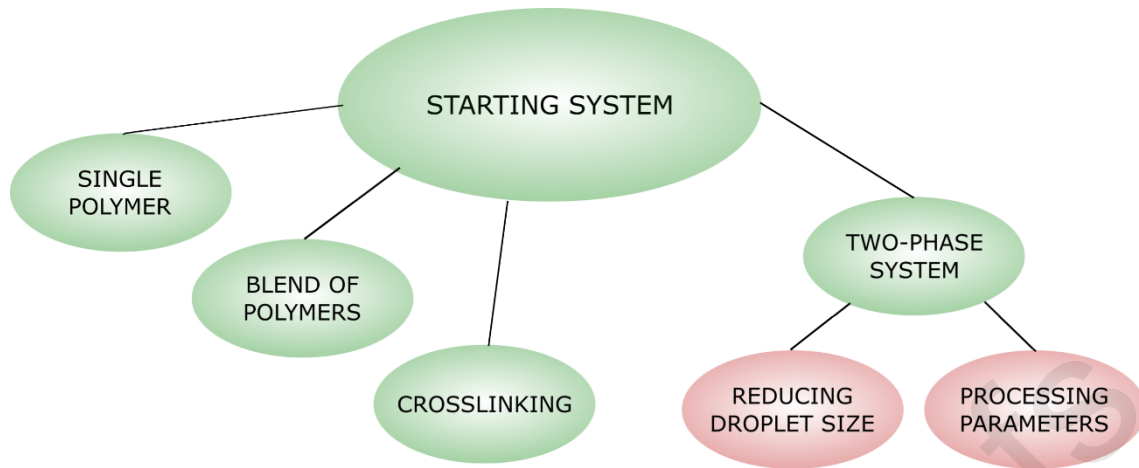 STARTING SYSTEM
SINGLE
POLYMER
BLEND OF
POLYMERS
CROSSLINKING
TWO-PHASE
SYSTEM
REDUCING
DROPLET SIZE
PROCESSING
PARAMETERS